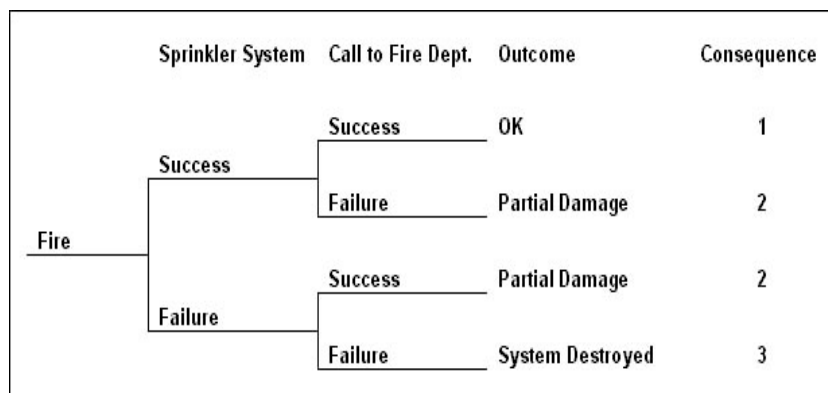 Sprinkler System Call to Fire Dept. Outcome Consequence
Success OK 1
Success
Failure Partial Damage 2
Fire
Success Partial Damage 2
Failure
Failure System Destroyed 3